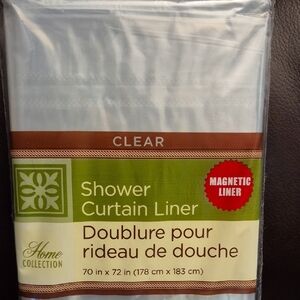 CLEAR
MAGNETIC
LINER
Shower
Curtain Liner
Doublure pour
rideau de douche
Home
COLLECTION
70 in x 72 in (178 cm x 183 cm)